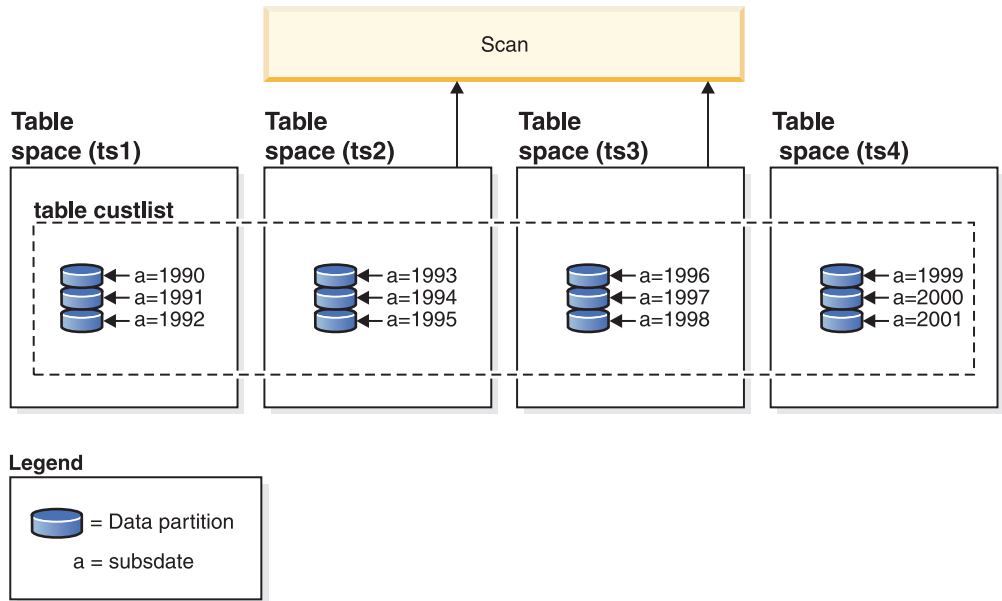 Scan
Table
space (ts1)
Table
space (ts2)
Table
space (ts3)
Table
space (ts4)
table custlist
a=1990
a=1991
a=1992
a=1993
a=1994
a=1995
a=1996
a=1997
a=1998
a=1999
a=2000
a=2001
Legend
= Data partition
a = subsdate